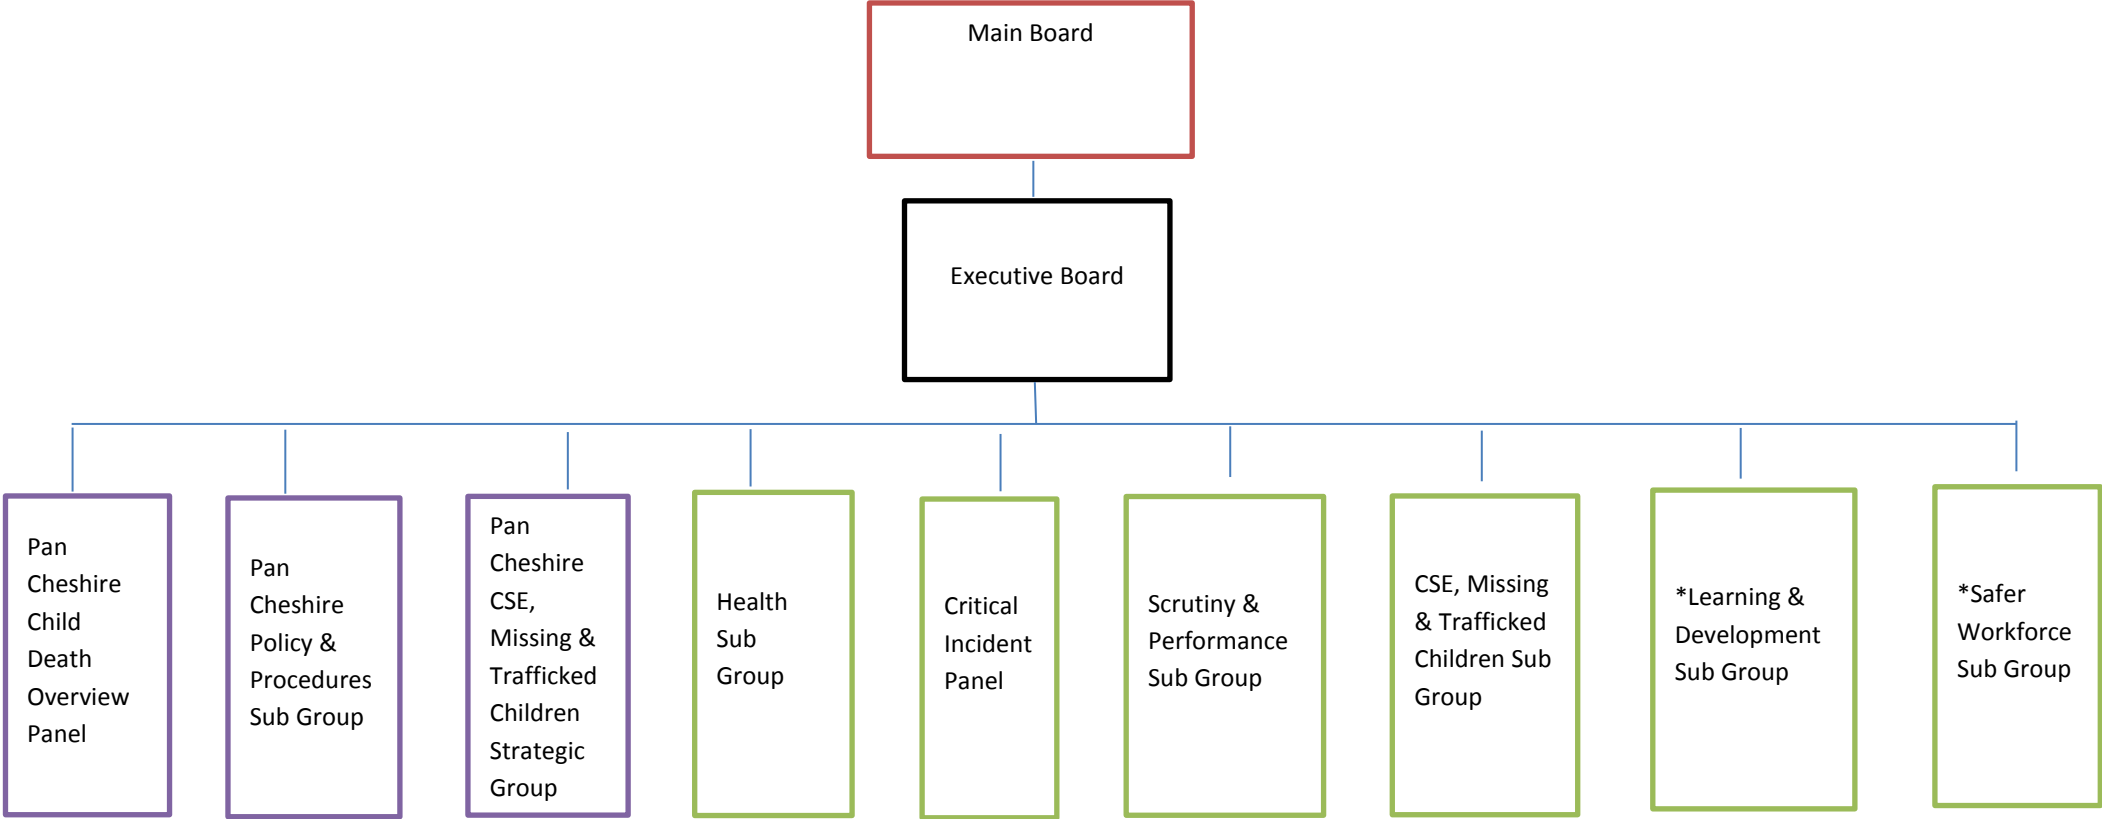 Main Board
Executive Board
Pan
Cheshire
Child
Death
Overview
Panel
Pan
Cheshire
Policy &
Procedures
Sub Group
Pan
Cheshire
CSE,
Missing &
Trafficked
Children
Strategic
Group
Health
Sub
Group
Critical
Incident
Panel
Scrutiny &
Performance
Sub Group
CSE, Missing
& Trafficked
Children Sub
Group
*Learning &
Development
Sub Group
*Safer
Workforce
Sub Group